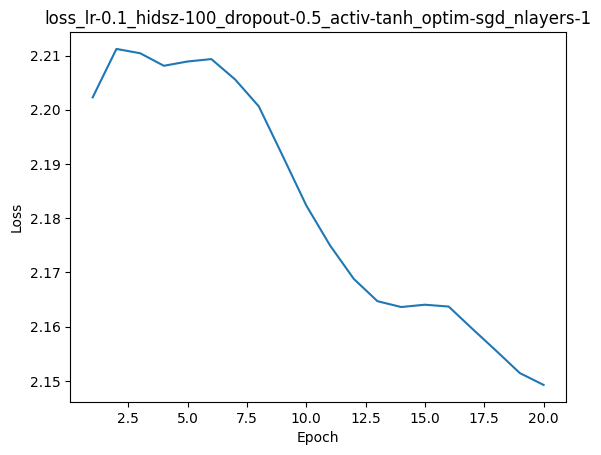 loss_lr-0.1_hidsz-100_dropout-0.5_activ-tanh_optim-sgd_nlayers-1
2.21
2.20
2.19
2.18
2.17
2.16
2.15
Loss
2.5 5.0 7.5 10.0 12.5 15.0 17.5 20.0
Epoch